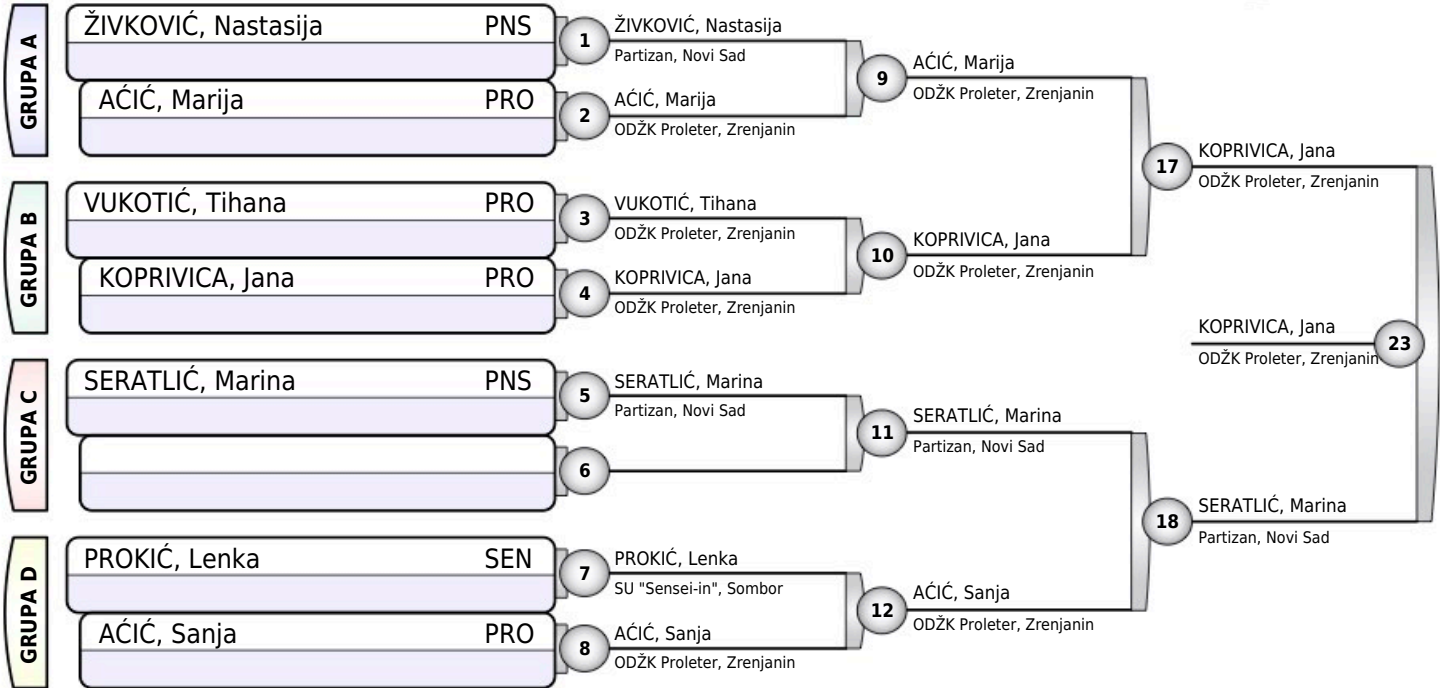 GRUPA A
ŽIVKOVIĆ, Nastasija PNS
AĆIĆ, Marija PRO
GRUPA B
VUKOTIĆ, Tihana PRO
KOPRIVICA, Jana PRO
GRUPA C
SERATLIĆ, Marina PNS
GRUPA D
PROKIĆ, Lenka SEN
AĆIĆ, Sanja PRO
1
ŽIVKOVIĆ, Nastasija
Partizan, Novi Sad
2
AĆIĆ, Marija
ODŽK Proleter, Zrenjanin
3
VUKOTIĆ, Tihana
ODŽK Proleter, Zrenjanin
4
KOPRIVICA, Jana
ODŽK Proleter, Zrenjanin
5
SERATLIĆ, Marina
Partizan, Novi Sad
6
7
PROKIĆ, Lenka
SU "Sensei-in", Sombor
8
AĆIĆ, Sanja
ODŽK Proleter, Zrenjanin
9
AĆIĆ, Marija
ODŽK Proleter, Zrenjanin
10
KOPRIVICA, Jana
ODŽK Proleter, Zrenjanin
11
SERATLIĆ, Marina
Partizan, Novi Sad
12
AĆIĆ, Sanja
ODŽK Proleter, Zrenjanin
17
KOPRIVICA, Jana
ODŽK Proleter, Zrenjanin
18
SERATLIĆ, Marina
Partizan, Novi Sad
KOPRIVICA, Jana
ODŽK Proleter, Zrenjanin
23